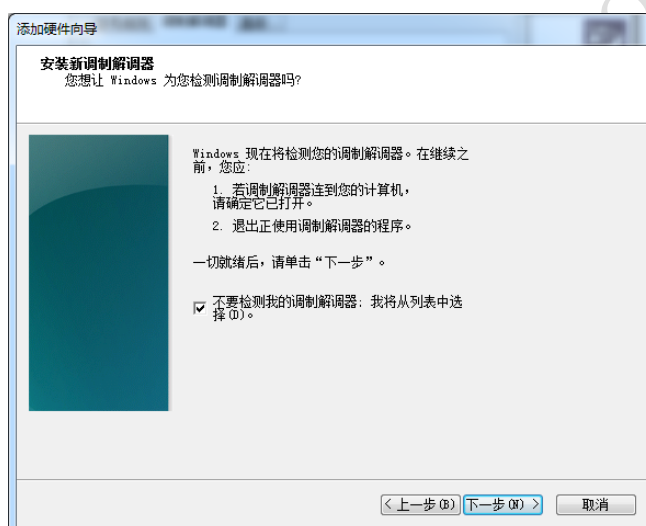 添加硬件向导
安装新调制解调器
您想让 Windows 为您检测调制解调器吗?
Windows 现在将检测您的调制解调器。在继续之
前，您应:
1. 若调制解调器连到您的计算机，
请确定它已打开。
2. 退出正使用调制解调器的程序。
一切就绪后，请单击“下一步”。
不要检测我的调制解调器; 我将从列表中选
择(D)。
< 上一步(B)
下一步(N) >
取消